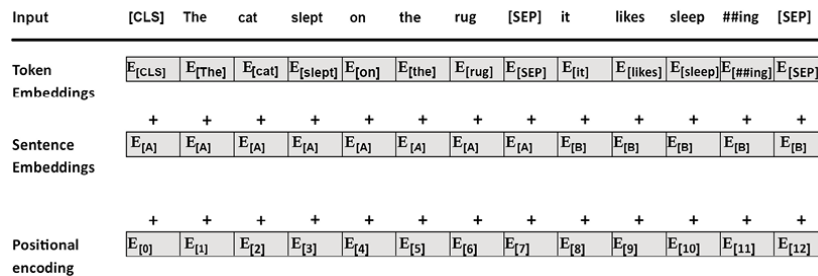 Input [CLS] The cat slept on the rug [SEP] it likes sleep ##ing [SEP]
Token Embeddings E[CLS] E[The] E[cat] E[slept] E[on] E[the] E[rug] E[SEP] E[it] E[likes] E[sleep] E[##ing] E[SEP]
+ + + + + + + + + + + + +
Sentence Embeddings E[A] E[A] E[A] E[A] E[A] E[A] E[A] E[A] E[B] E[B] E[B] E[B] E[B]
+ + + + + + + + + + + + +
Positional encoding E[0] E[1] E[2] E[3] E[4] E[5] E[6] E[7] E[8] E[9] E[10] E[11] E[12]